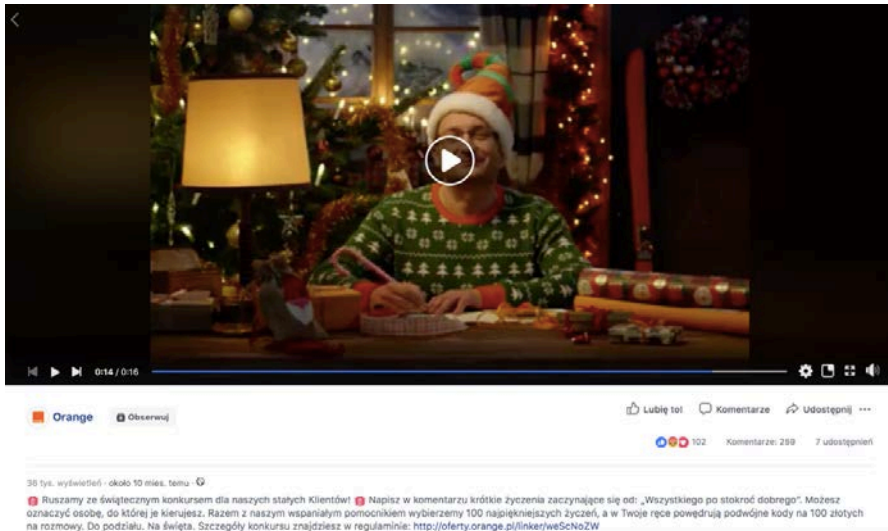 0:14 / 0:16
Orange
Obserwuj
Lubię to!
Komentarze
Udostępnij
102
Komentarze: 259
7 udostępnień
36 tys. wyświetleń · około 10 mies. temu ·
Ruszamy ze świątecznym konkursem dla naszych stałych Klientów! Napisz w komentarzu krótkie życzenia zaczynające się od: „Wszystkiego po stokroć dobrego”. Możesz
oznaczyć osobę, do której je kierujesz. Razem z naszym wspaniałym pomocnikiem wybierzemy 100 najpiękniejszych życzeń, a w Twoje ręce powędrują podwójne kody na 100 złotych
na rozmowy. Do podziału. Na święta. Szczegóły konkursu znajdziesz w regulaminie: http://oferty.orange.pl/linker/weScNoZW